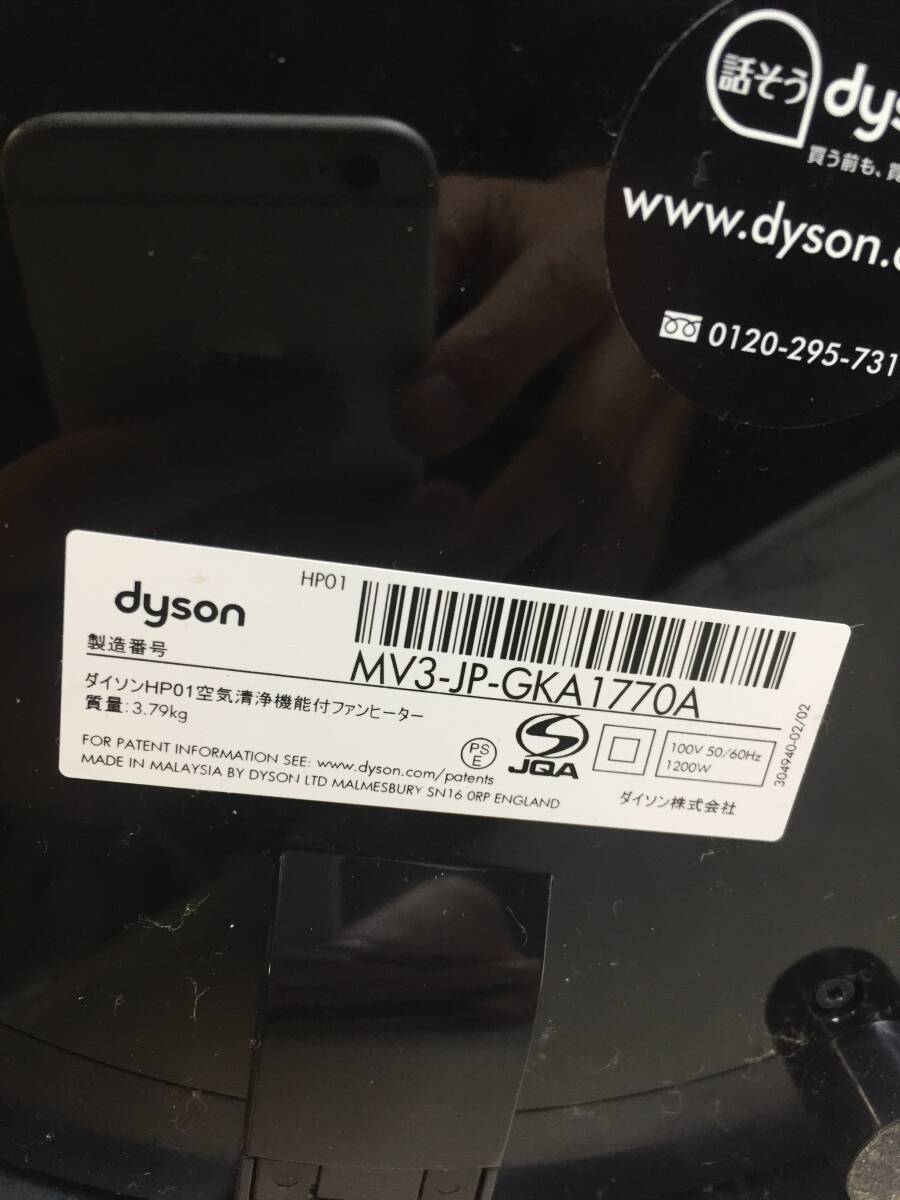 話そう dys
買う前も、買
www.dyson.c
0120-295-731
dyson
HP01
製造番号
MV3-JP-GKA1770A
ダイソンHP01空気清浄機能付ファンヒーター
質量:3.79kg
FOR PATENT INFORMATION SEE: www.dyson.com/patents
MADE IN MALAYSIA BY DYSON LTD MALMESBURY SN16 0RP ENGLAND
PS
E
JQA
100V 50/60Hz
1200W
ダイソン株式会社
304940-02/02